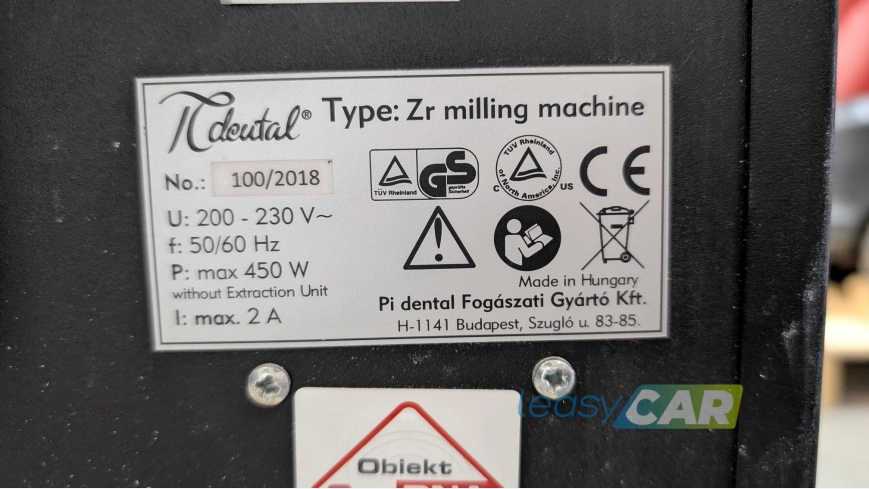 π dental® Type: Zr milling machine
No.: 100/2018
U: 200 - 230 V~
f: 50/60 Hz
P: max 450 W
without Extraction Unit
I: max. 2 A
TÜV Rheinland
GS
geprüfte
Sicherheit
TÜV Rheinland
of North America, Inc.
C US
CE
Made in Hungary
Pi dental Fogászati Gyártó Kft.
H-1141 Budapest, Szugló u. 83-85.
leasyCAR
Obiekt